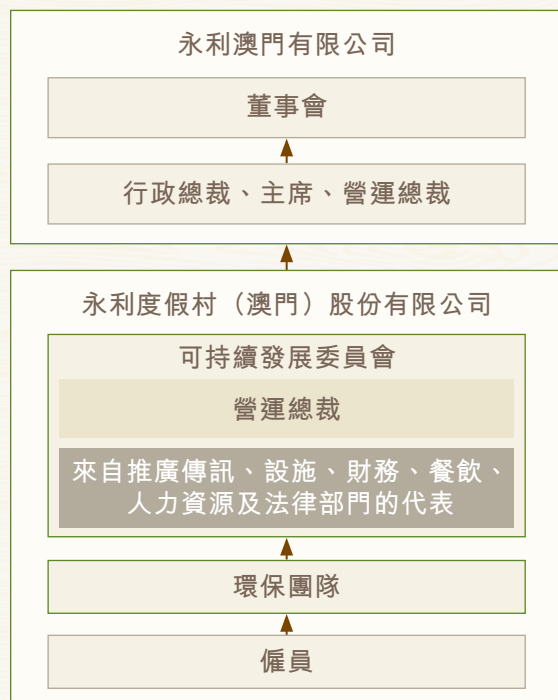 永利澳門有限公司
董事會
行政總裁、主席、營運總裁
永利度假村（澳門）股份有限公司
可持續發展委員會
營運總裁
來自推廣傳訊、設施、財務、餐飲、
人力資源及法律部門的代表
環保團隊
僱員